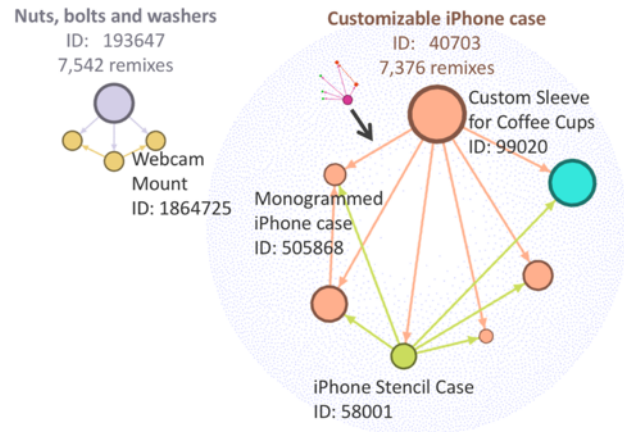 Nuts, bolts and washers
ID: 193647
7,542 remixes
Webcam
Mount
ID: 1864725
Customizable iPhone case
ID: 40703
7,376 remixes
Custom Sleeve
for Coffee Cups
ID: 99020
Monogrammed
iPhone case
ID: 505868
iPhone Stencil Case
ID: 58001